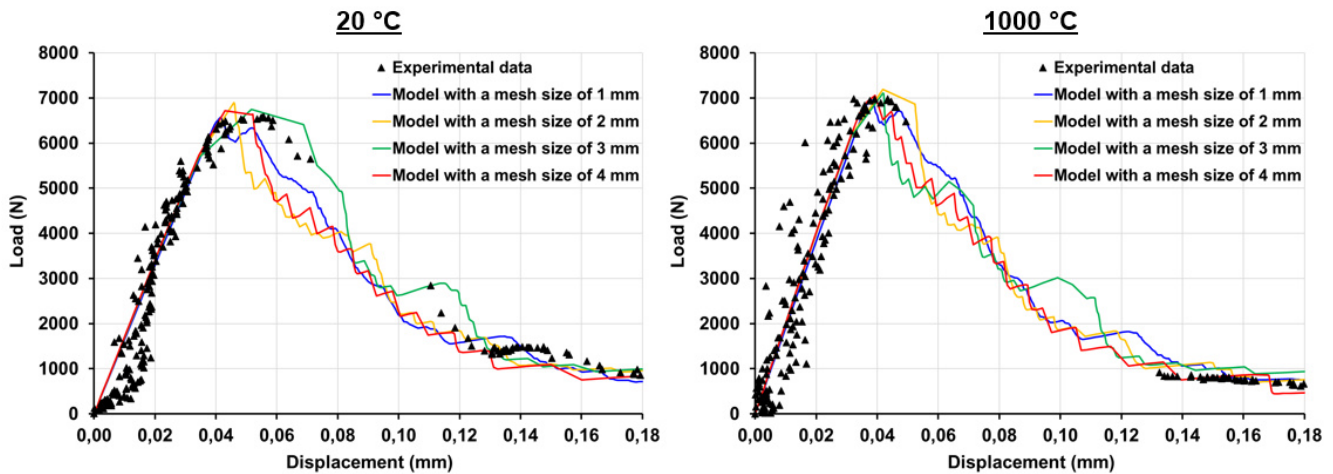 20 °C
8000
7000
6000
5000
4000
3000
2000
1000
0
Load (N)
Experimental data
Model with a mesh size of 1 mm
Model with a mesh size of 2 mm
Model with a mesh size of 3 mm
Model with a mesh size of 4 mm
0,00 0,02 0,04 0,06 0,08 0,10 0,12 0,14 0,16 0,18
Displacement (mm)
1000 °C
8000
7000
6000
5000
4000
3000
2000
1000
0
Load (N)
Experimental data
Model with a mesh size of 1 mm
Model with a mesh size of 2 mm
Model with a mesh size of 3 mm
Model with a mesh size of 4 mm
0,00 0,02 0,04 0,06 0,08 0,10 0,12 0,14 0,16 0,18
Displacement (mm)